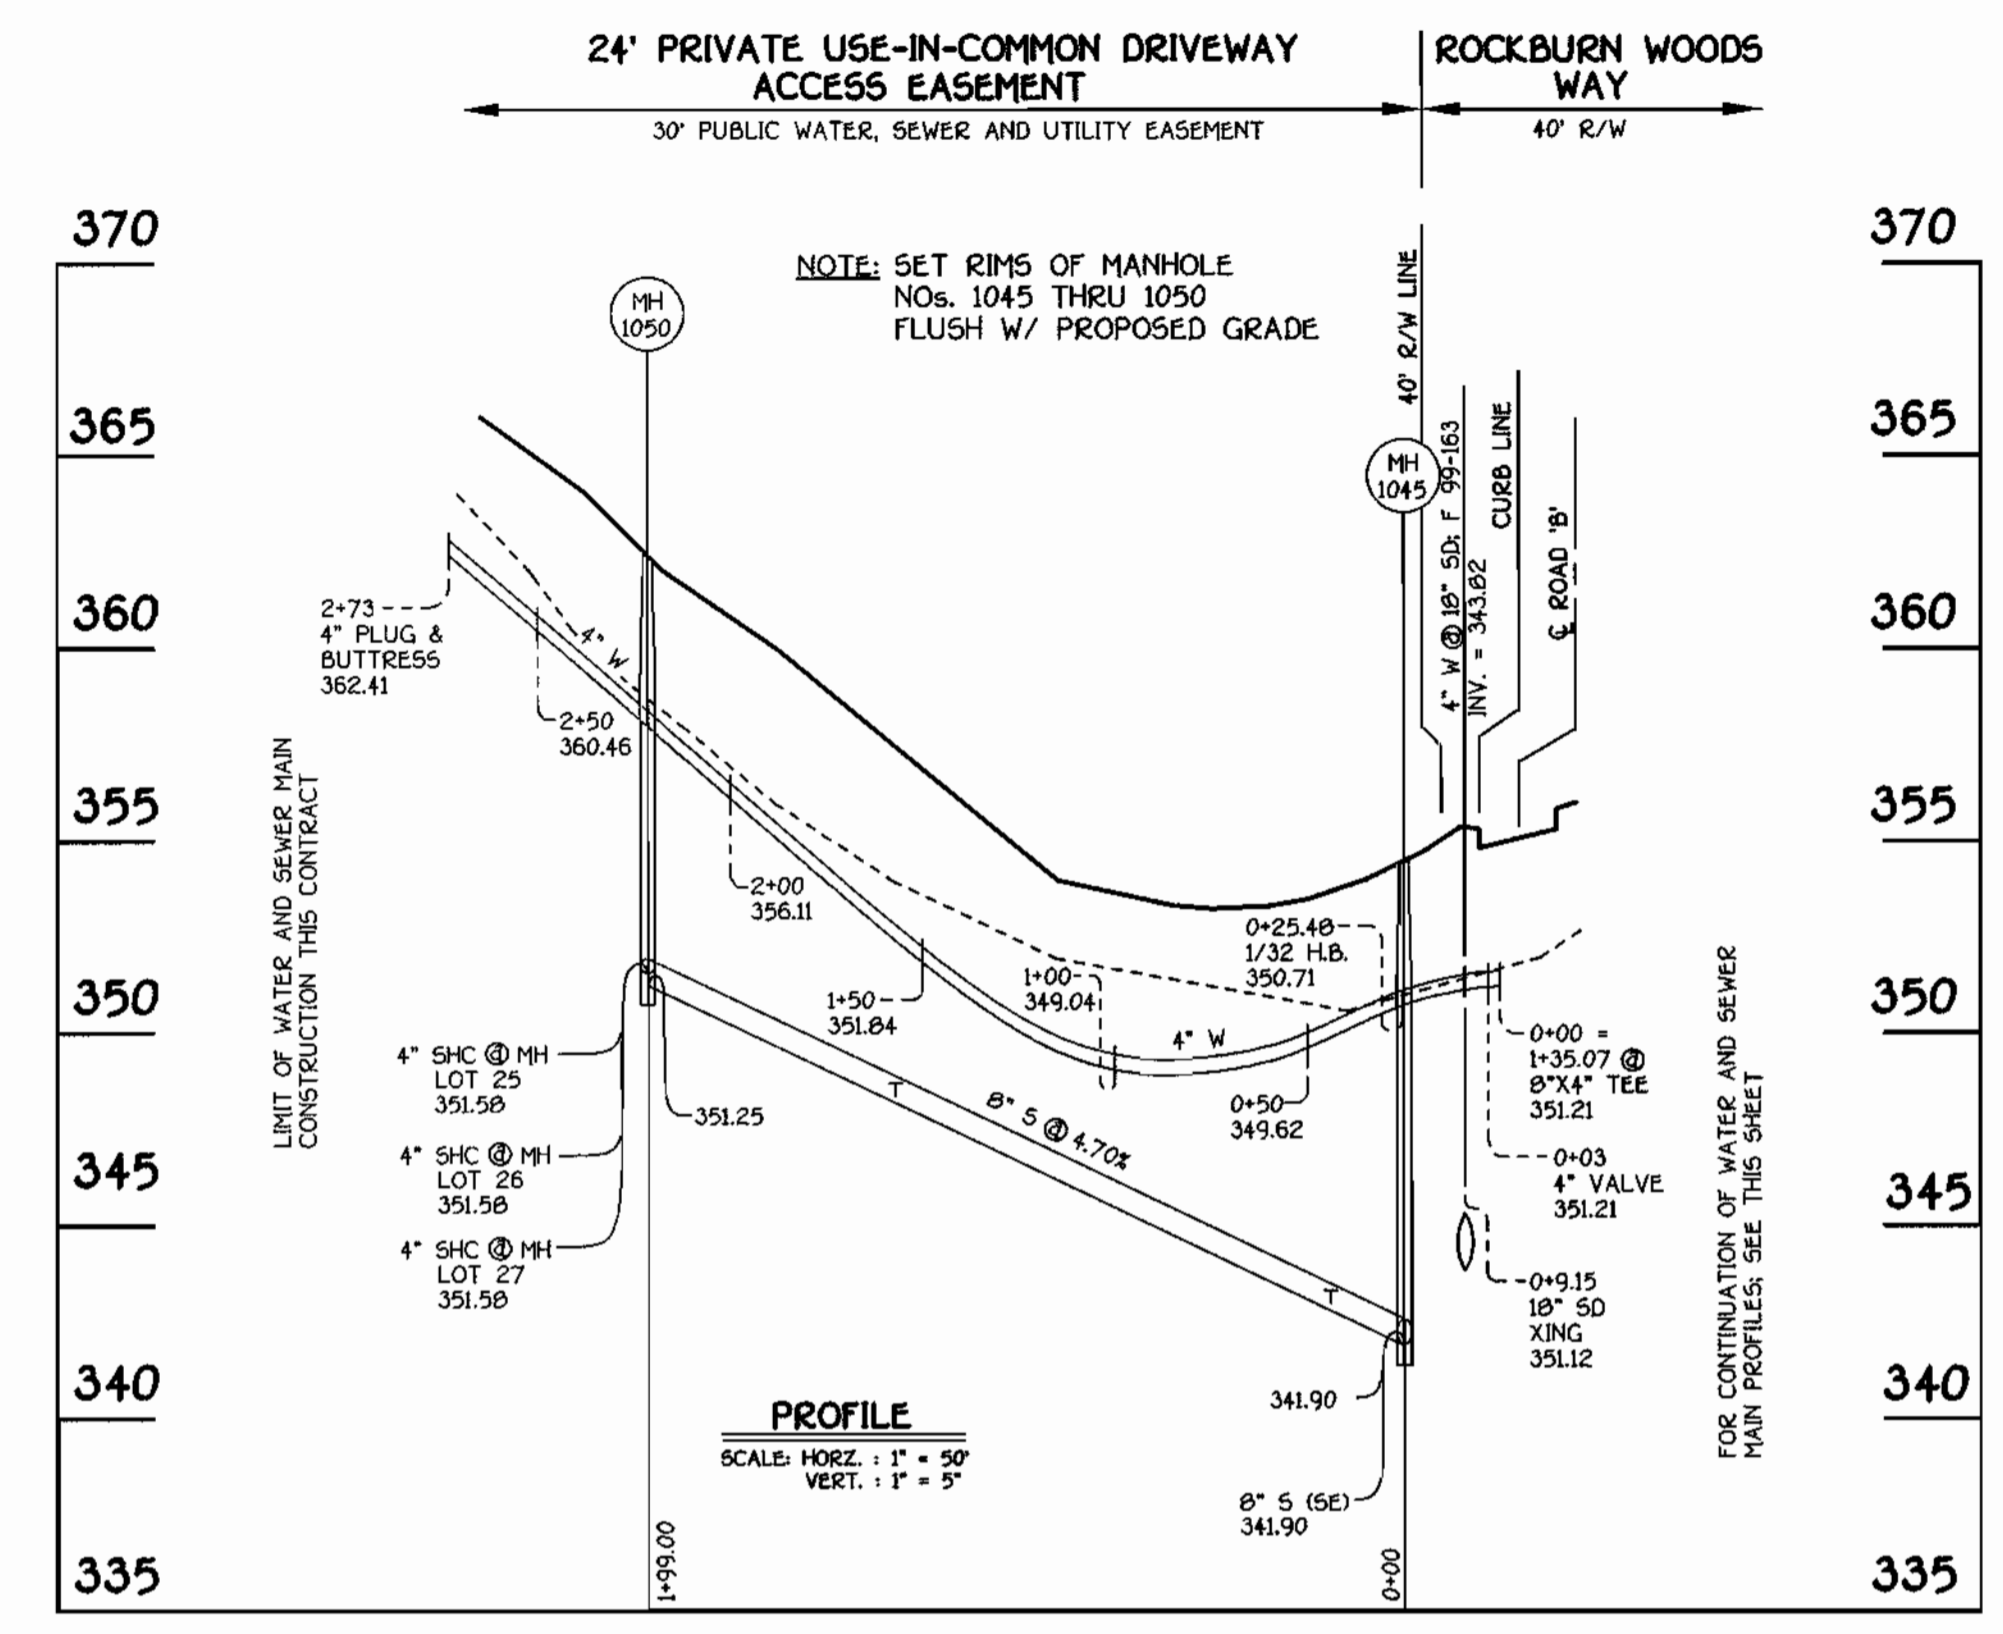 24' PRIVATE USE-IN-COMMON DRIVEWAY
ACCESS EASEMENT
30' PUBLIC WATER, SEWER AND UTILITY EASEMENT
ROCKBURN WOODS
WAY
40' R/W
370
365
360
355
350
345
340
335
370
365
360
355
350
345
340
335
NOTE: SET RIMS OF MANHOLE
NOs. 1045 THRU 1050
FLUSH W/ PROPOSED GRADE
MH
1050
MH
1045
40' R/W LINE
4" W @ 18" SD; F 99-163
INV. = 343.82
CURB LINE
℄ ROAD 'B'
2+73
4" PLUG &
BUTTRESS
362.41
4" W
2+50
360.46
2+00
356.11
1+50
351.84
1+00
349.04
4" W
0+25.48
1/32 H.B.
350.71
0+50
349.62
0+00 =
1+35.07 @
8"X4" TEE
351.21
0+03
4" VALVE
351.21
0+9.15
18" SD
XING
351.12
LIMIT OF WATER AND SEWER MAIN
CONSTRUCTION THIS CONTRACT
4" SHC @ MH
LOT 25
351.58
4" SHC @ MH
LOT 26
351.58
4" SHC @ MH
LOT 27
351.58
351.25
T
8" S @ 4.70%
T
341.90
8" S (SE)
341.90
FOR CONTINUATION OF WATER AND SEWER
MAIN PROFILES; SEE THIS SHEET
PROFILE
SCALE: HORZ. : 1" = 50'
VERT. : 1" = 5"
1+99.00
0+00